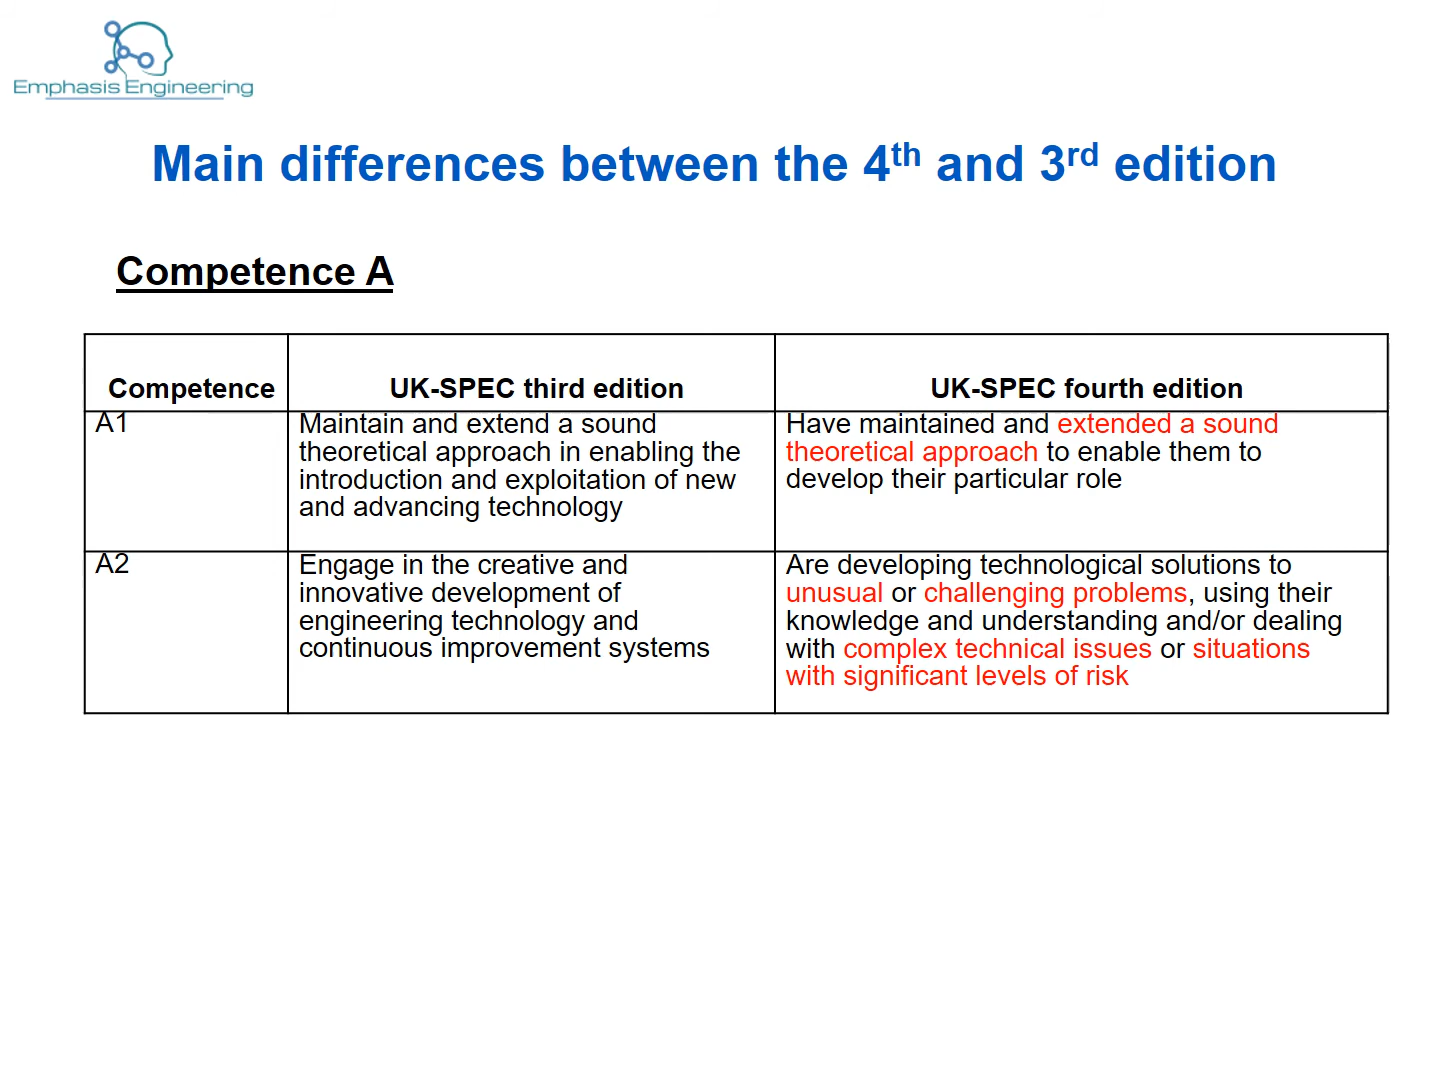 Emphasis Engineering
Main differences between the 4th and 3rd edition
Competence A
Competence
UK-SPEC third edition
UK-SPEC fourth edition
A1
Maintain and extend a sound
theoretical approach in enabling the
introduction and exploitation of new
and advancing technology
Have maintained and extended a sound
theoretical approach to enable them to
develop their particular role
A2
Engage in the creative and
innovative development of
engineering technology and
continuous improvement systems
Are developing technological solutions to
unusual or challenging problems, using their
knowledge and understanding and/or dealing
with complex technical issues or situations
with significant levels of risk